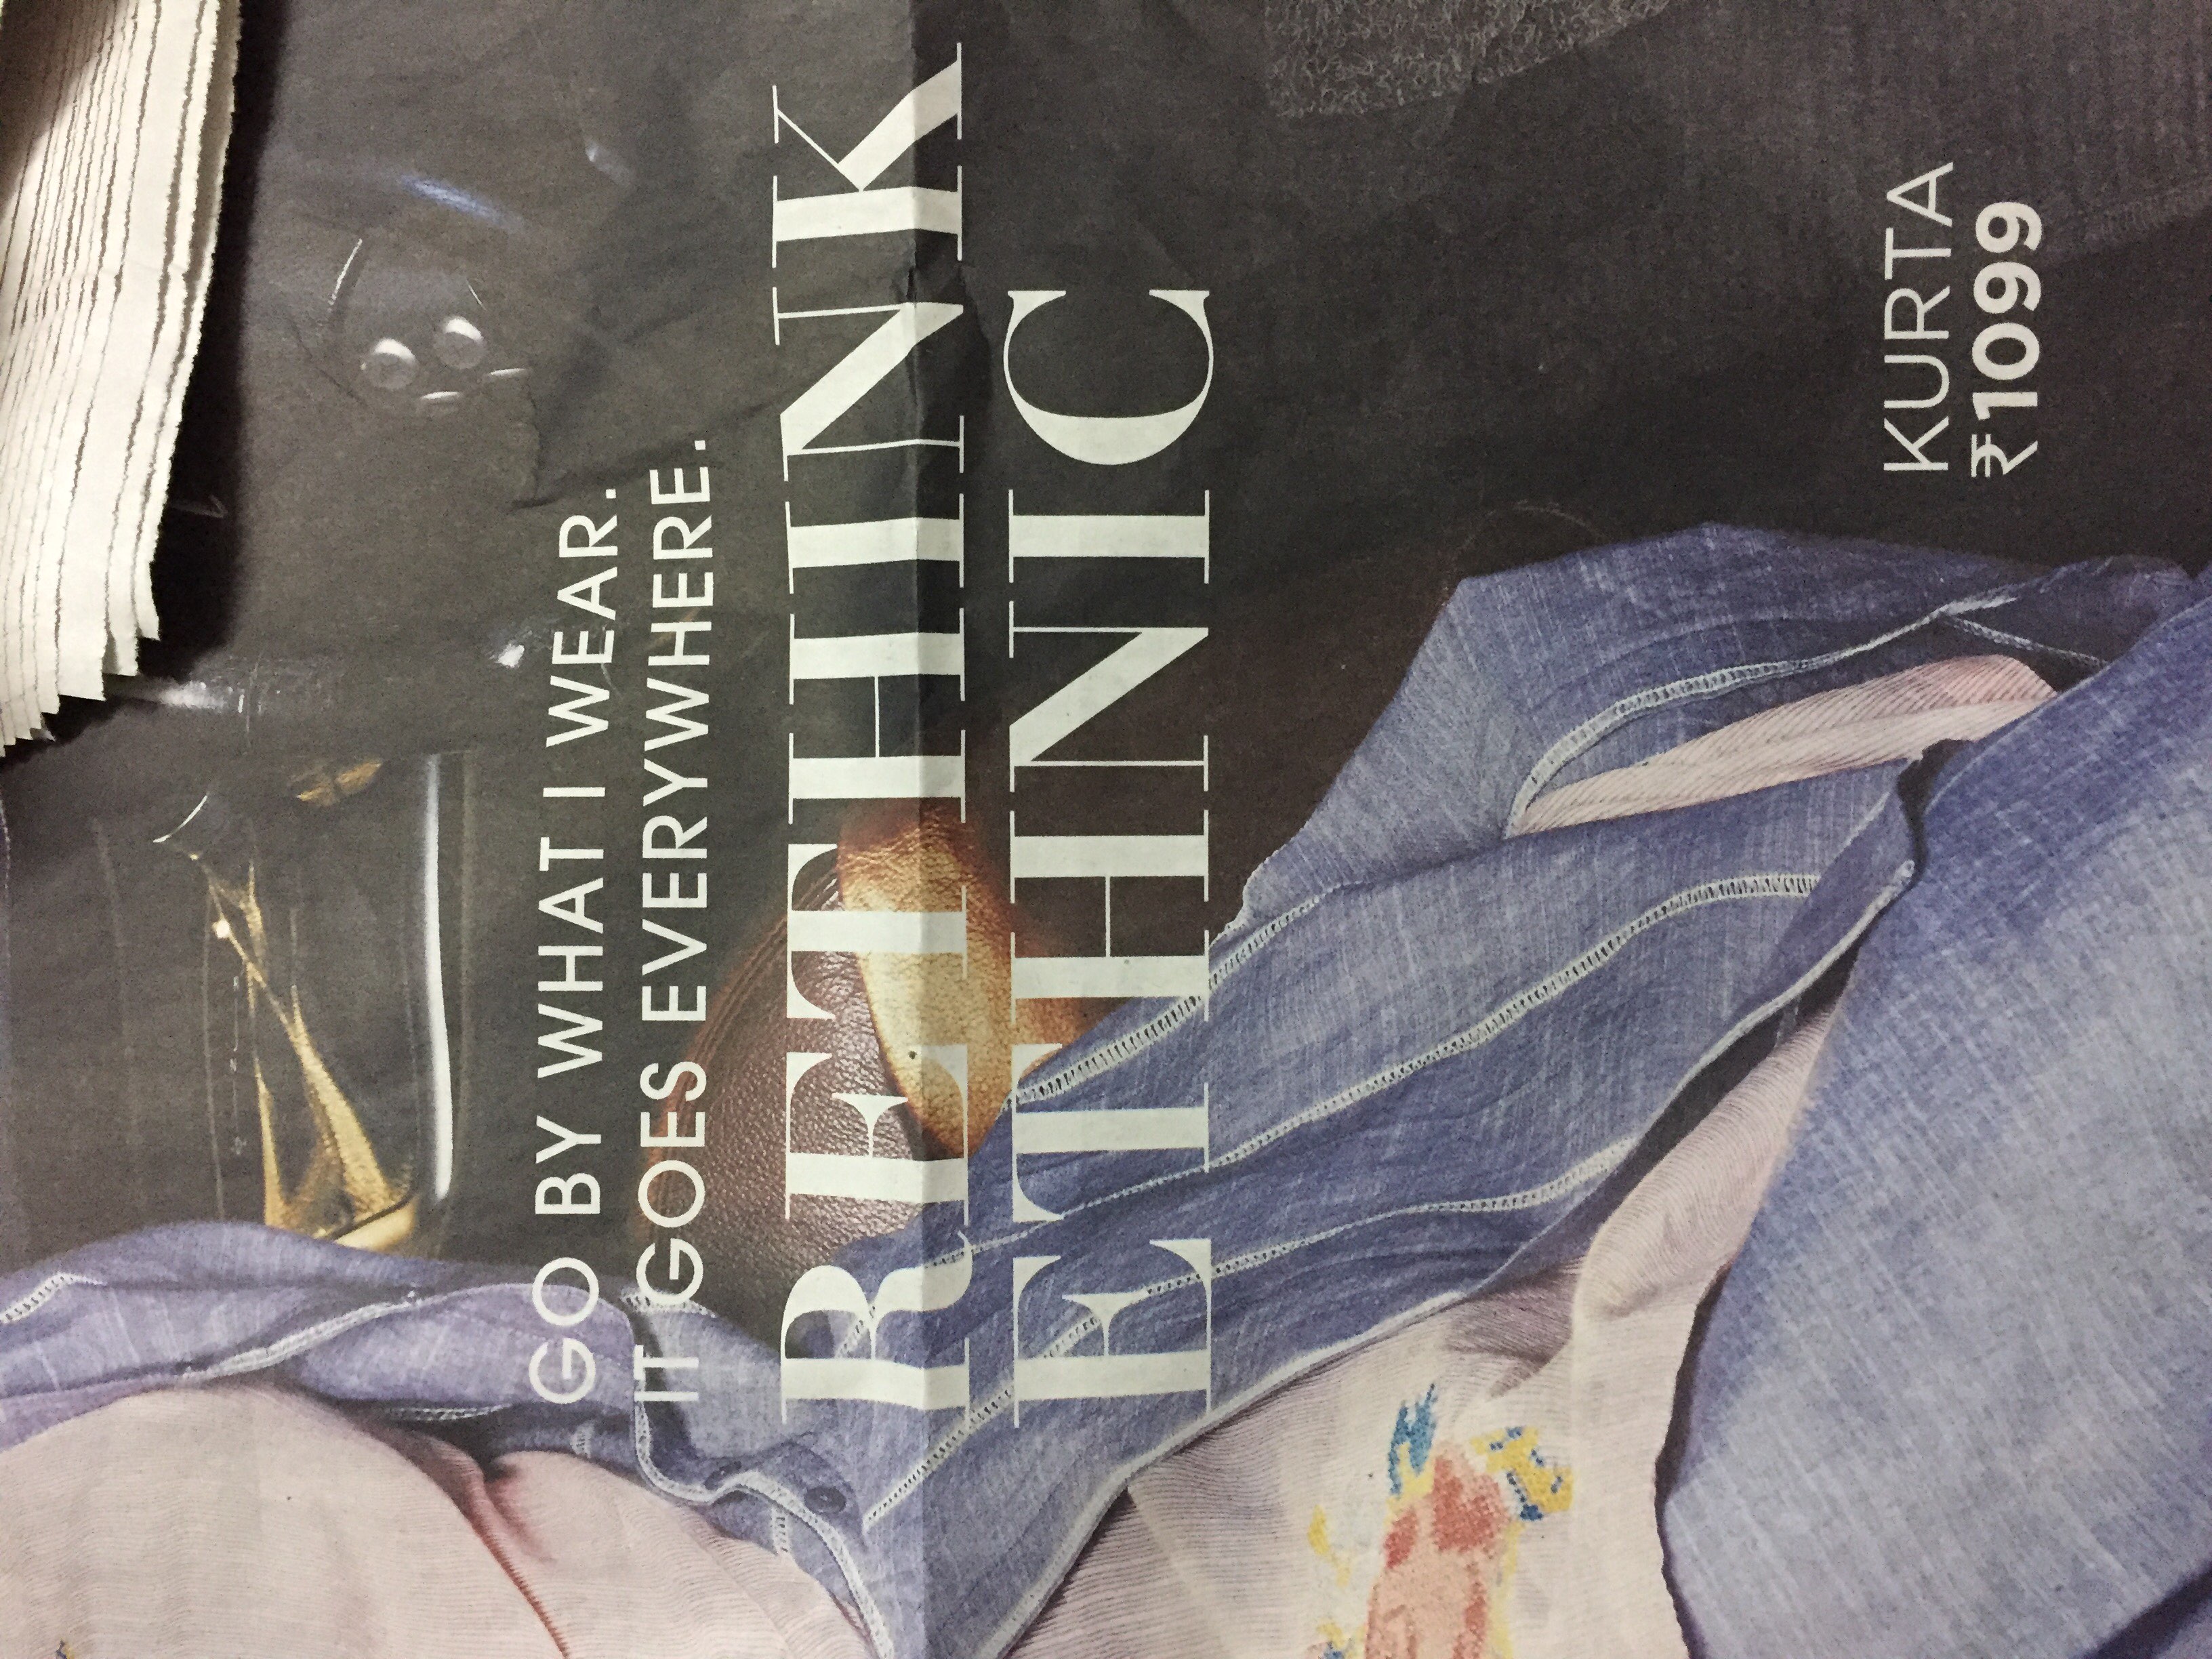 GO BY WHAT I WEAR.
IT GOES EVERYWHERE.
RETHINK
ETHNIC
KURTA
₹1099